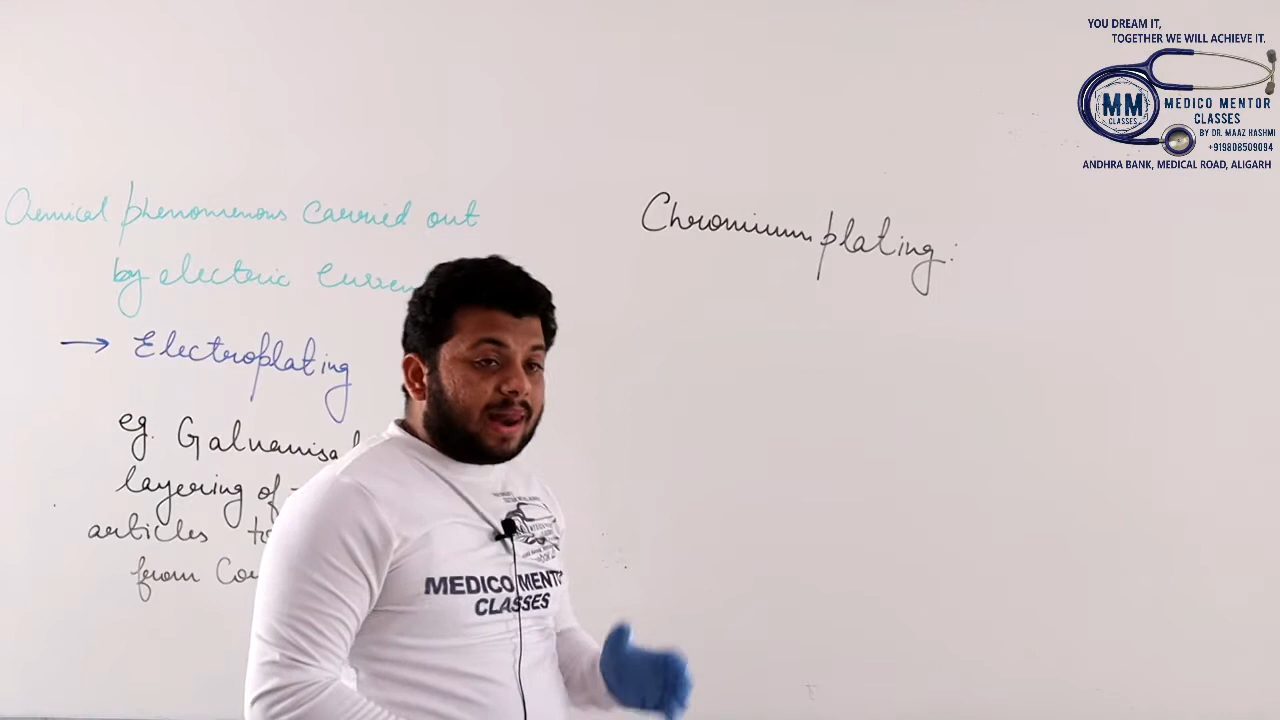 YOU DREAM IT,
TOGETHER WE WILL ACHIEVE IT.
MM
CLASSES
MEDICO MENTOR
CLASSES
BY DR. MAAZ HASHMI
+919808509094
ANDHRA BANK, MEDICAL ROAD, ALIGARH
Chemical phenomenons carried out
by electric
→ Electroplating
eg.
layering of
articles
from
Chromium plating:
MEDICO MENT
CLASSES